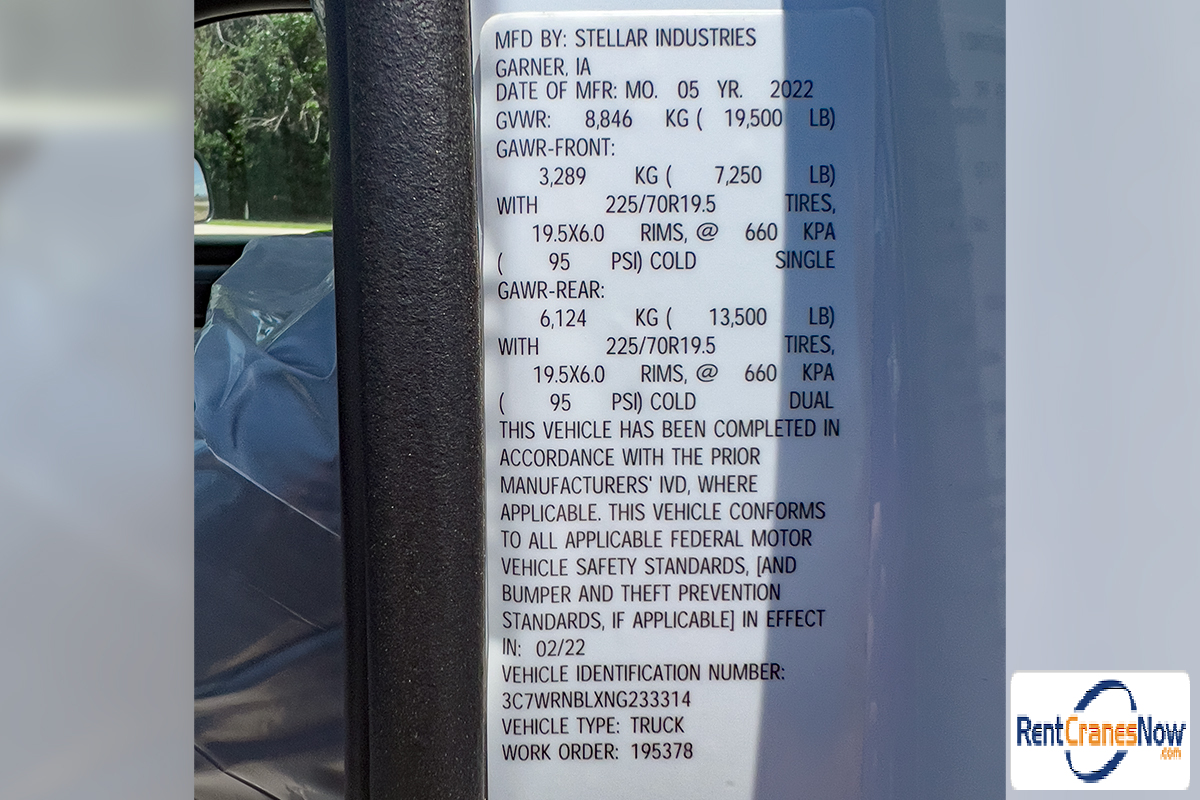 MFD BY: STELLAR INDUSTRIES
GARNER, IA
DATE OF MFR: MO. 05 YR. 2022
GVWR: 8,846 KG ( 19,500 LB)
GAWR-FRONT:
3,289 KG ( 7,250 LB)
WITH 225/70R19.5 TIRES,
19.5X6.0 RIMS, @ 660 KPA
( 95 PSI) COLD SINGLE
GAWR-REAR:
6,124 KG ( 13,500 LB)
WITH 225/70R19.5 TIRES,
19.5X6.0 RIMS, @ 660 KPA
( 95 PSI) COLD DUAL
THIS VEHICLE HAS BEEN COMPLETED IN
ACCORDANCE WITH THE PRIOR
MANUFACTURERS' IVD, WHERE
APPLICABLE. THIS VEHICLE CONFORMS
TO ALL APPLICABLE FEDERAL MOTOR
VEHICLE SAFETY STANDARDS, [AND
BUMPER AND THEFT PREVENTION
STANDARDS, IF APPLICABLE] IN EFFECT
IN: 02/22
VEHICLE IDENTIFICATION NUMBER:
3C7WRNBLXNG233314
VEHICLE TYPE: TRUCK
WORK ORDER: 195378
RentCranesNow
.com